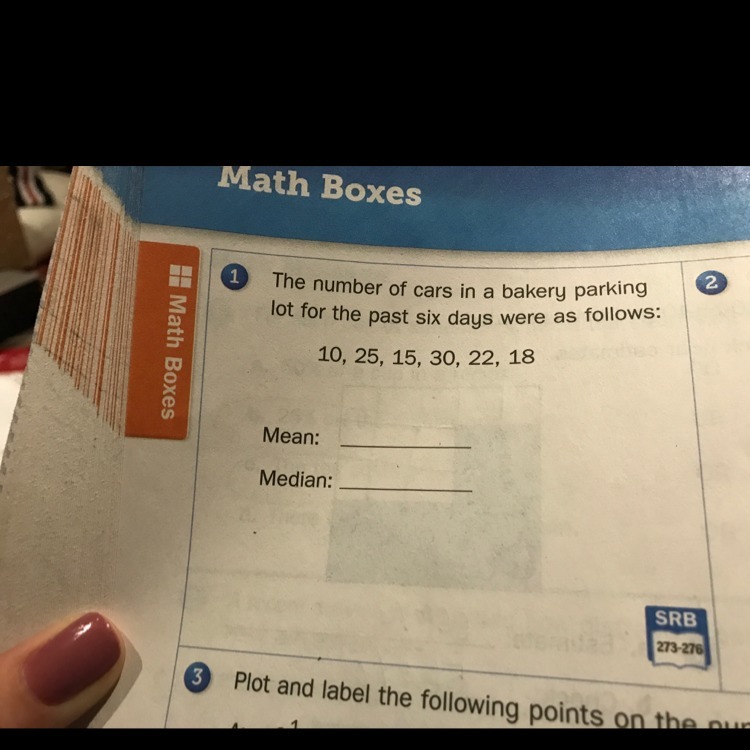 Math Boxes
Math Boxes
1
The number of cars in a bakery parking
lot for the past six days were as follows:
10, 25, 15, 30, 22, 18
Mean:
Median:
SRB
273-276
2
3
Plot and label the following points on the